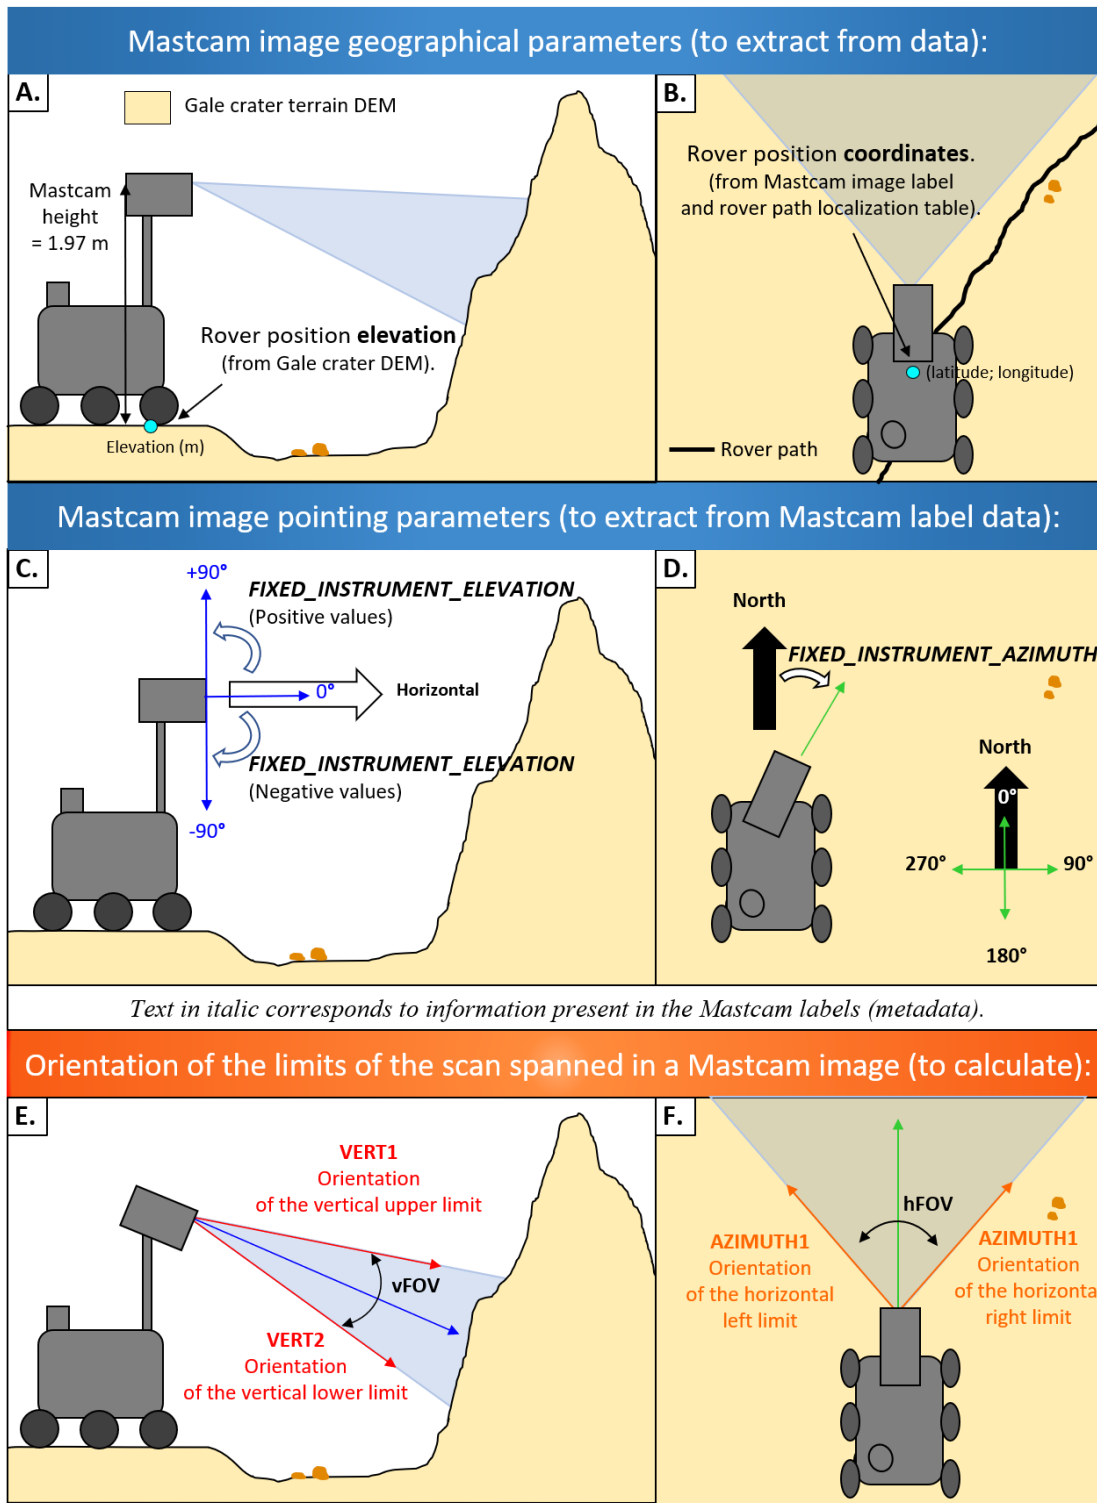 Mastcam image geographical parameters (to extract from data):
A.
Gale crater terrain DEM
Mastcam
height
= 1.97 m
Rover position elevation
(from Gale crater DEM).
Elevation (m)
B.
Rover position coordinates.
(from Mastcam image label
and rover path localization table).
(latitude; longitude)
Rover path
Mastcam image pointing parameters (to extract from Mastcam label data):
C.
+90°
FIXED_INSTRUMENT_ELEVATION
(Positive values)
0°
Horizontal
FIXED_INSTRUMENT_ELEVATION
(Negative values)
-90°
D.
North
FIXED_INSTRUMENT_AZIMUTH
North
0°
270°
90°
180°
Text in italic corresponds to information present in the Mastcam labels (metadata).
Orientation of the limits of the scan spanned in a Mastcam image (to calculate):
E.
VERT1
Orientation
of the vertical upper limit
vFOV
VERT2
Orientation
of the vertical lower limit
F.
hFOV
AZIMUTH1
Orientation
of the horizontal
left limit
AZIMUTH1
Orientation
of the horizonta
right limit